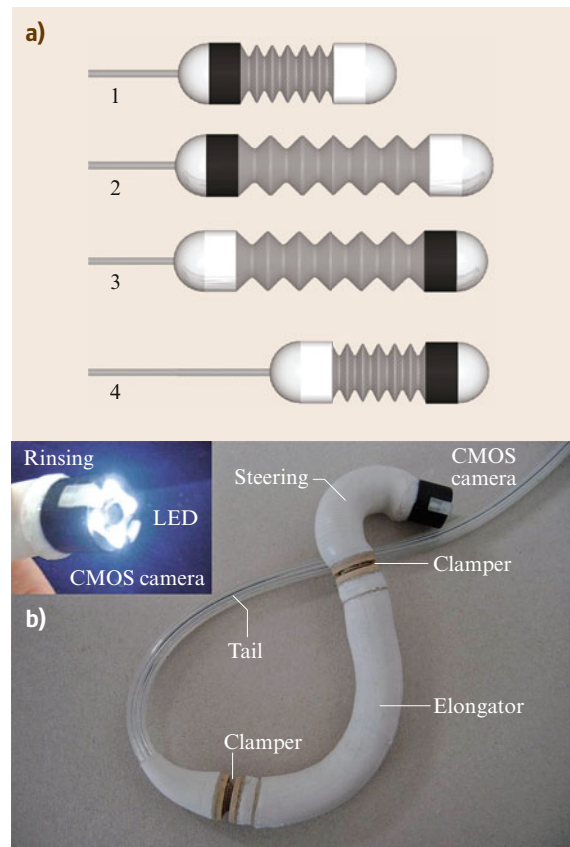 a)
1
2
3
4
Rinsing
LED
CMOS camera
Steering
CMOS
camera
Clamper
b)
Tail
Elongator
Clamper